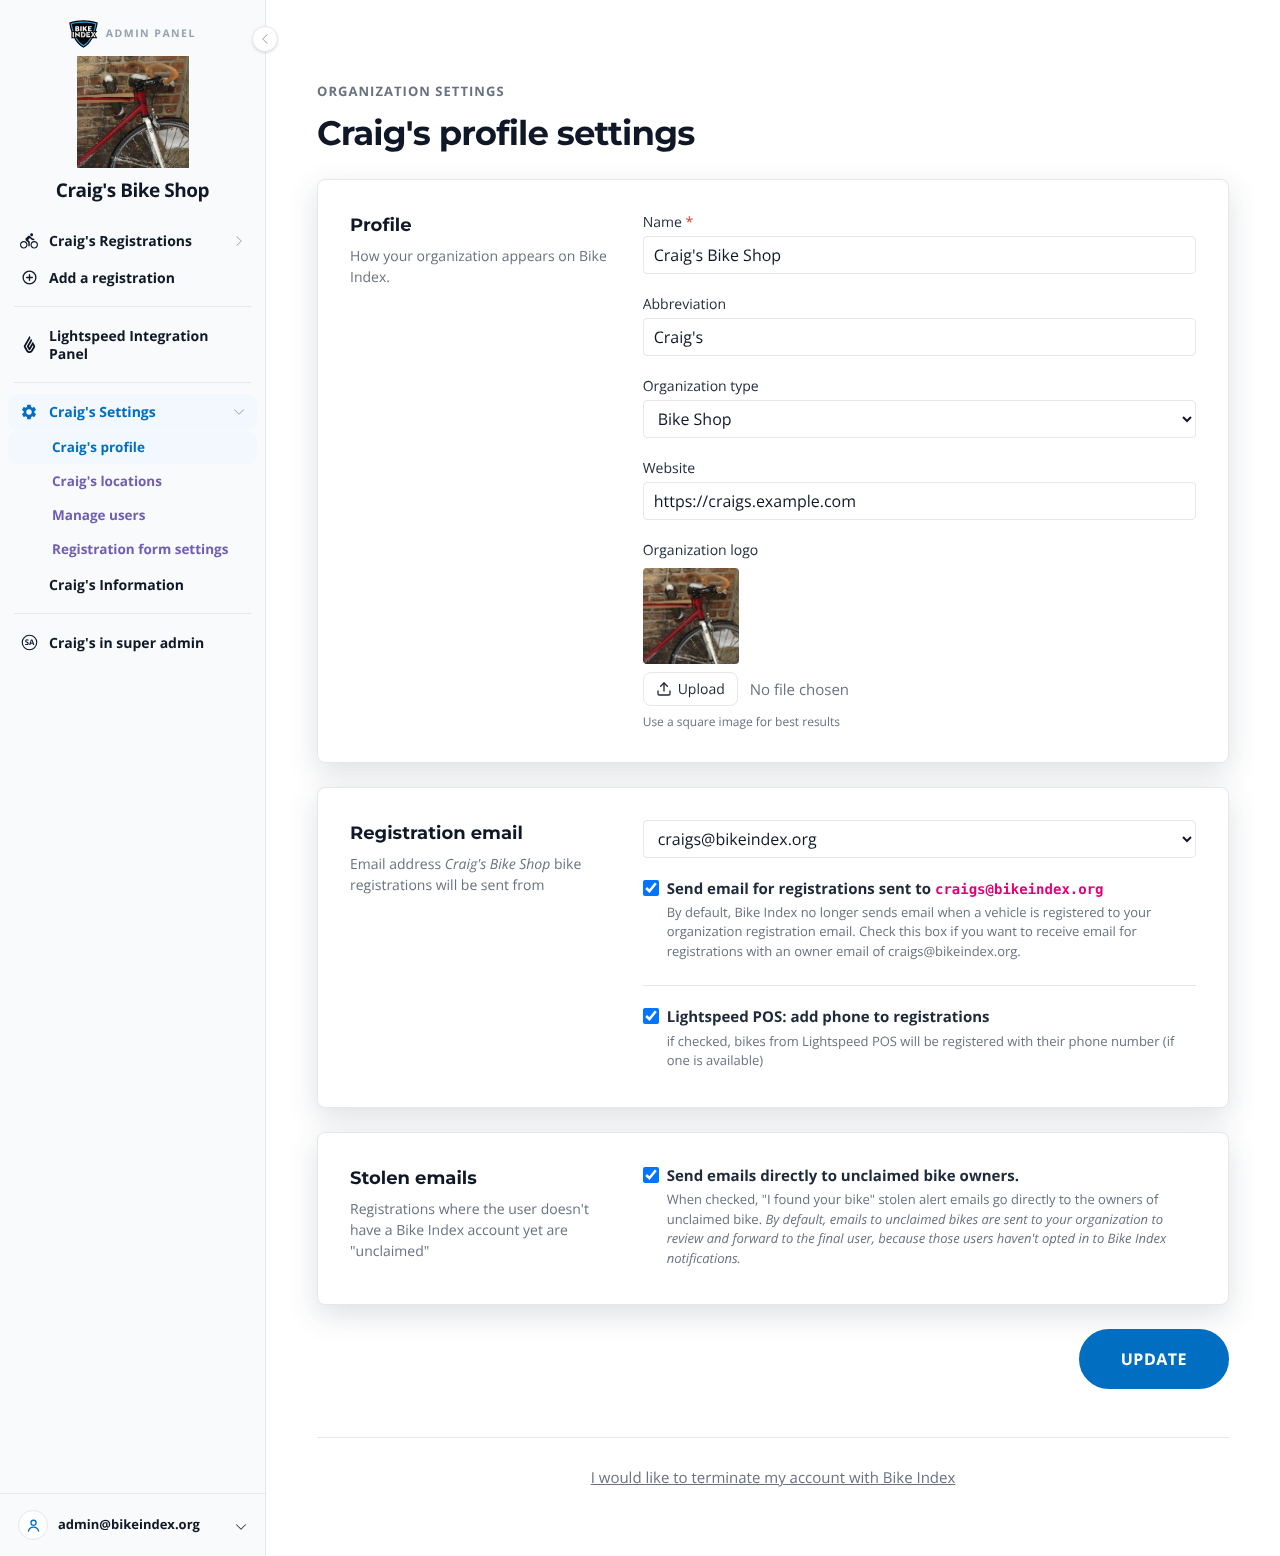 BIKE INDEX
ADMIN PANEL
Craig's Bike Shop
Craig's Registrations
Add a registration
Lightspeed Integration
Panel
Craig's Settings
Craig's profile
Craig's locations
Manage users
Registration form settings
Craig's Information
SA
Craig's in super admin
admin@bikeindex.org
ORGANIZATION SETTINGS
Craig's profile settings
Profile
How your organization appears on Bike
Index.
Name *
Craig's Bike Shop
Abbreviation
Craig's
Organization type
Bike Shop
Website
https://craigs.example.com
Organization logo
Upload
No file chosen
Use a square image for best results
Registration email
Email address Craig's Bike Shop bike
registrations will be sent from
craigs@bikeindex.org
Send email for registrations sent to craigs@bikeindex.org
By default, Bike Index no longer sends email when a vehicle is registered to your
organization registration email. Check this box if you want to receive email for
registrations with an owner email of craigs@bikeindex.org.
Lightspeed POS: add phone to registrations
if checked, bikes from Lightspeed POS will be registered with their phone number (if
one is available)
Stolen emails
Registrations where the user doesn't
have a Bike Index account yet are
"unclaimed"
Send emails directly to unclaimed bike owners.
When checked, "I found your bike" stolen alert emails go directly to the owners of
unclaimed bike. By default, emails to unclaimed bikes are sent to your organization to
review and forward to the final user, because those users haven't opted in to Bike Index
notifications.
UPDATE
I would like to terminate my account with Bike Index